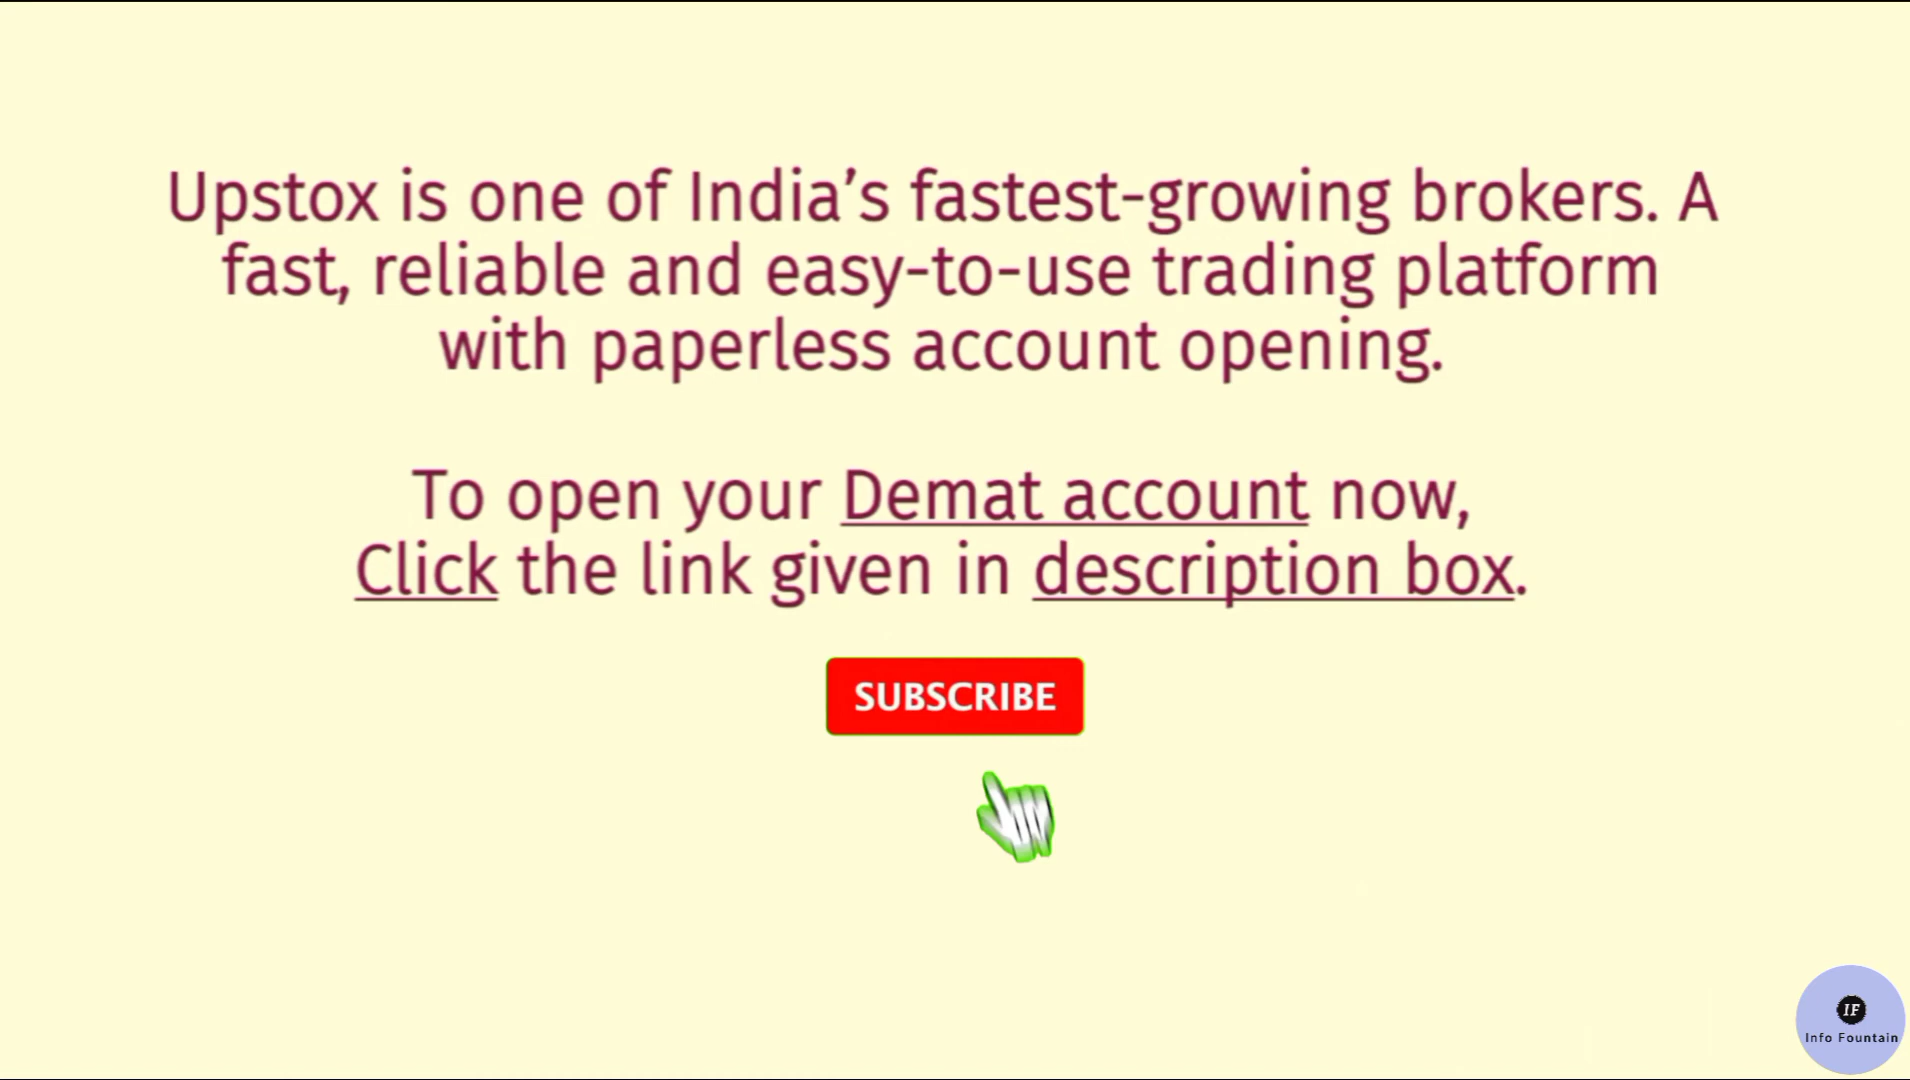 Upstox is one of India’s fastest-growing brokers. A
fast, reliable and easy-to-use trading platform
with paperless account opening.
To open your Demat account now,
Click the link given in description box.
SUBSCRIBE
IF
Info Fountain